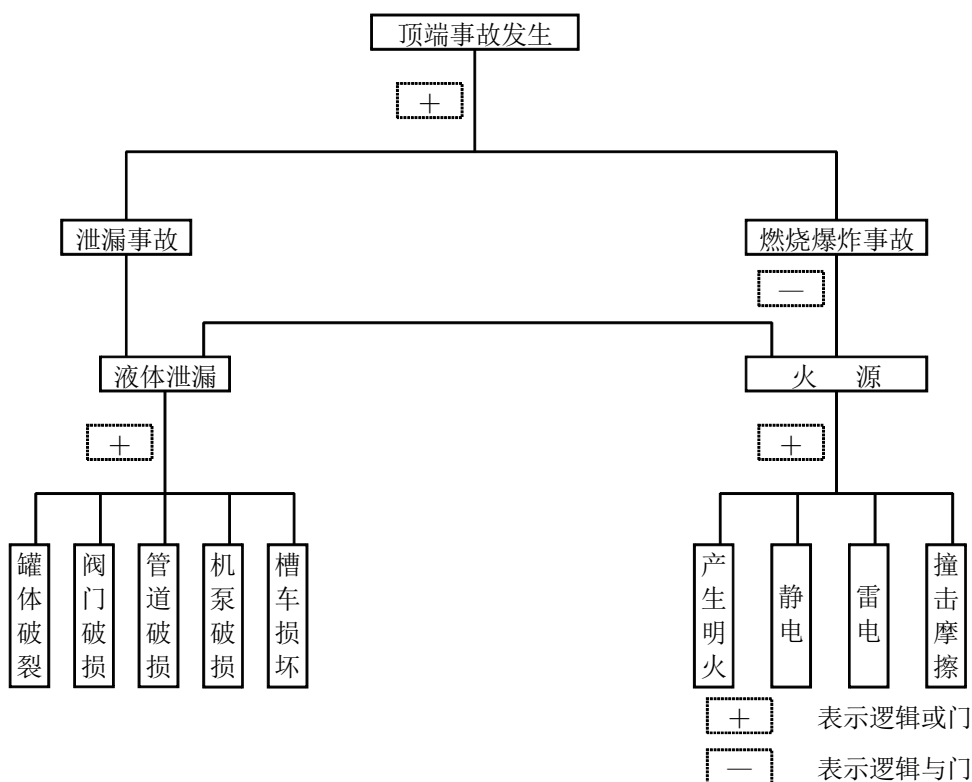 顶端事故发生
+
泄漏事故
燃烧爆炸事故
—
液体泄漏
火 源
+
+
罐体破裂
阀门破损
管道破损
机泵破损
槽车损坏
产生明火
静电
雷电
撞击摩擦
+ 表示逻辑或门
— 表示逻辑与门